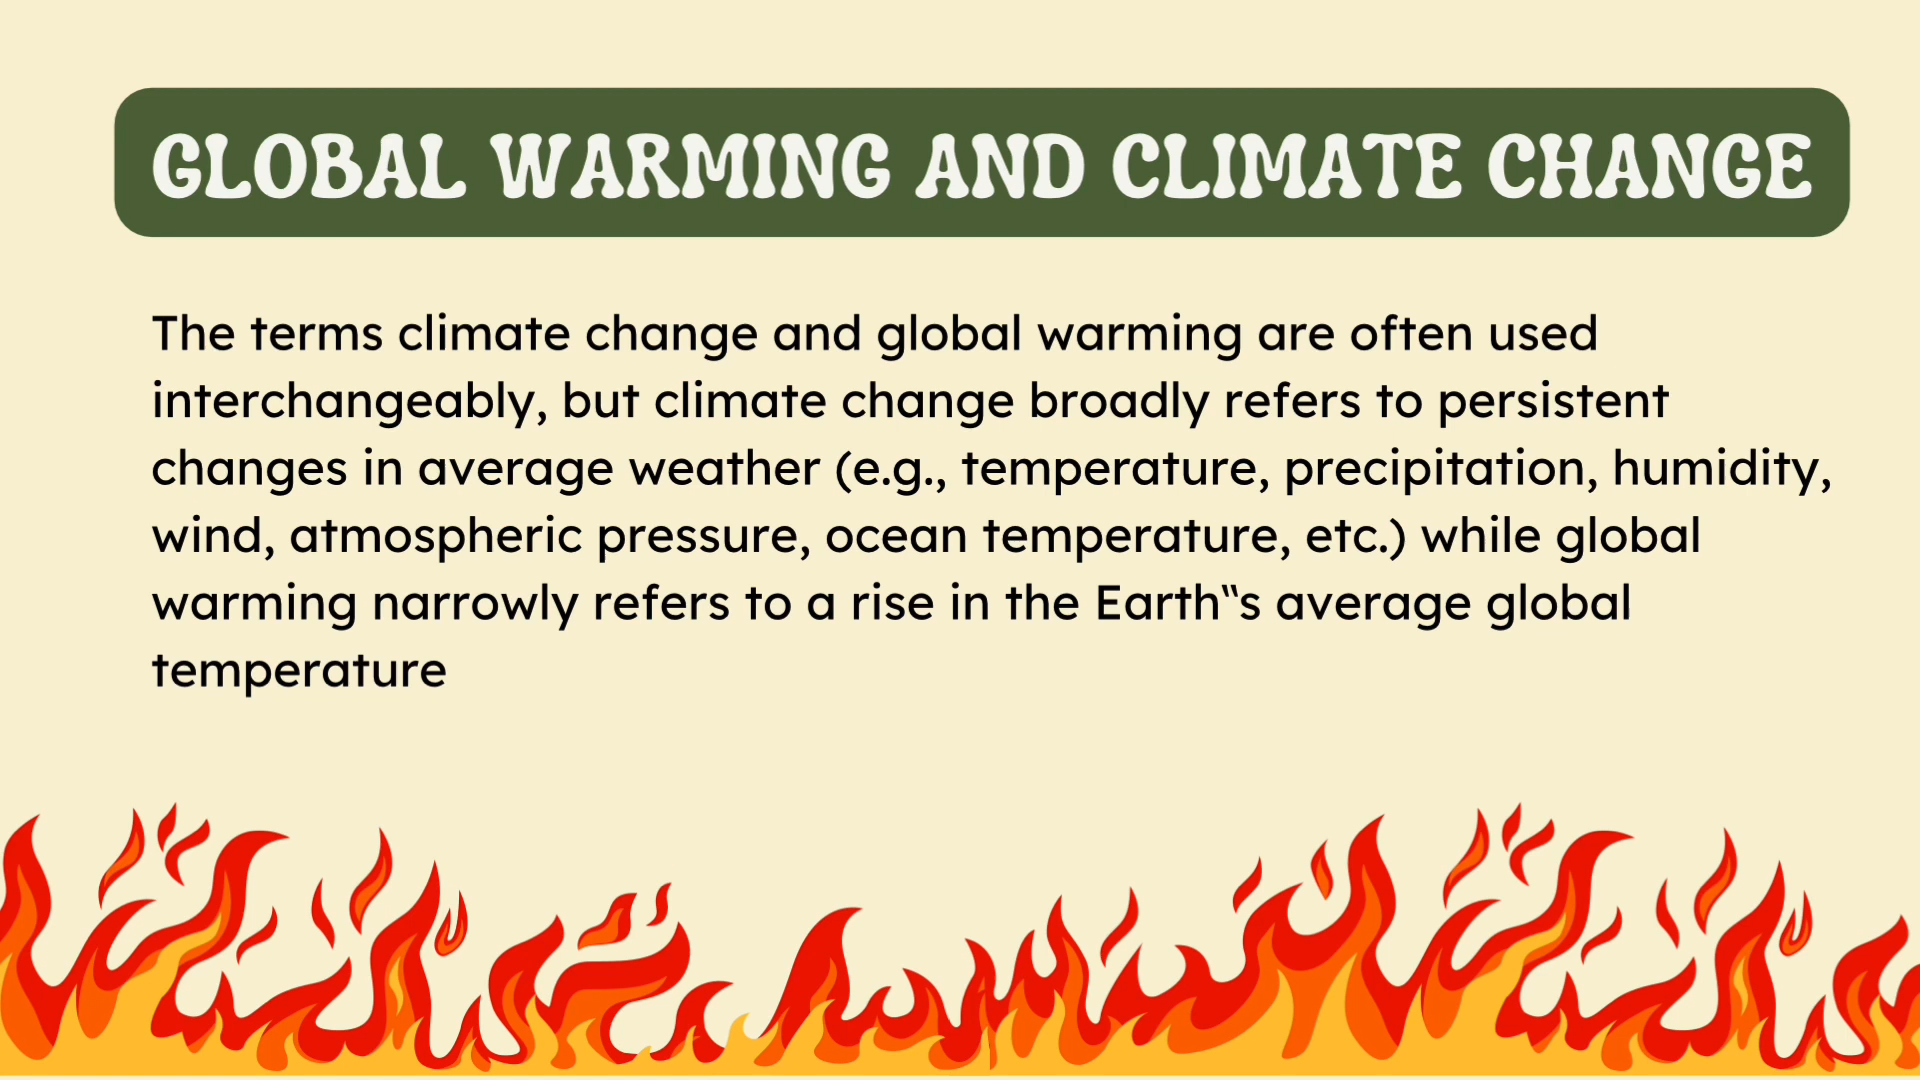 GLOBAL WARMING AND CLIMATE CHANGE
The terms climate change and global warming are often used
interchangeably, but climate change broadly refers to persistent
changes in average weather (e.g., temperature, precipitation, humidity,
wind, atmospheric pressure, ocean temperature, etc.) while global
warming narrowly refers to a rise in the Earth‟s average global
temperature